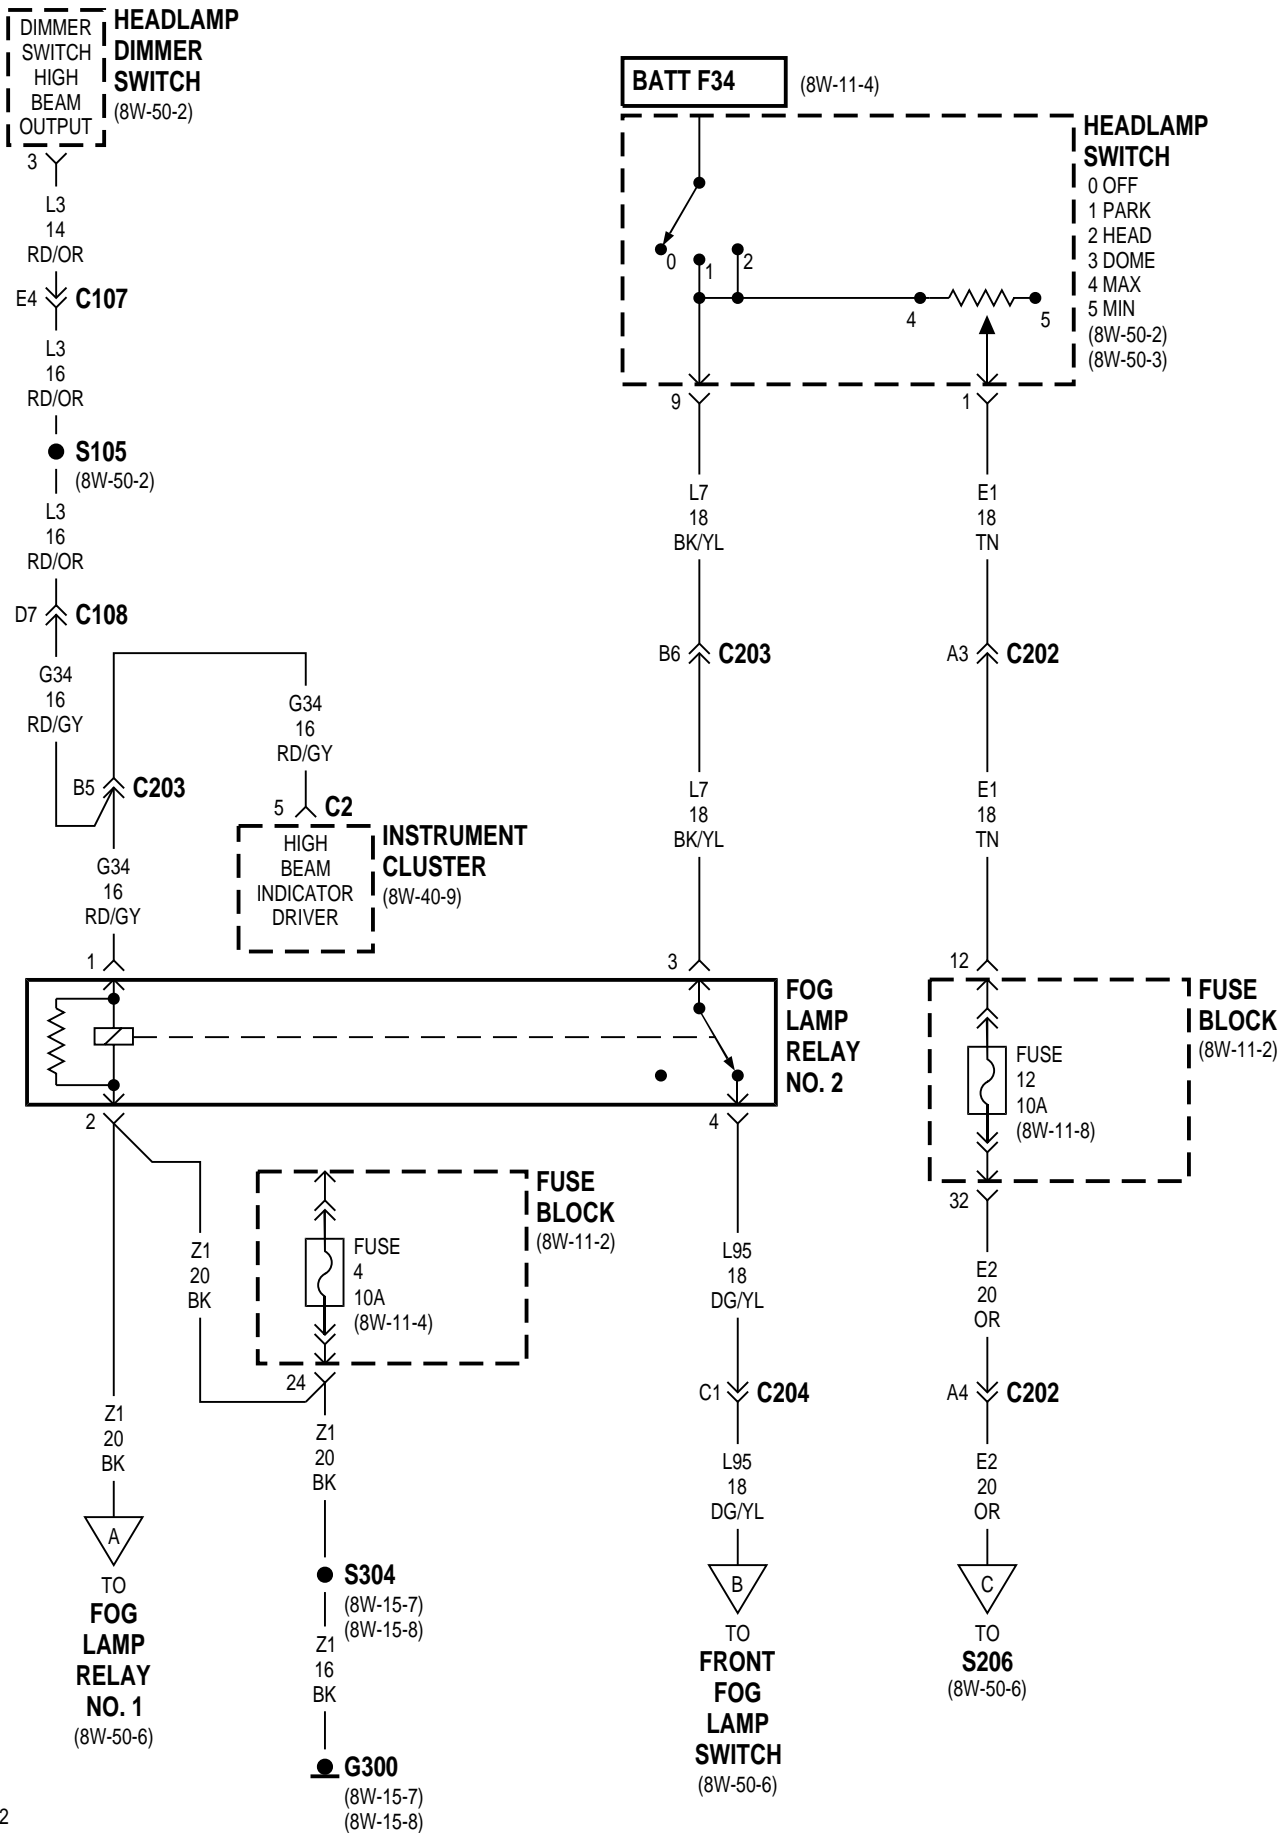 DIMMER
SWITCH
HIGH
BEAM
OUTPUT
HEADLAMP
DIMMER
SWITCH
(8W-50-2)
3
L3
14
RD/OR
E4
C107
L3
16
RD/OR
S105
(8W-50-2)
L3
16
RD/OR
D7
C108
G34
16
RD/GY
B5
C203
G34
16
RD/GY
5
C2
HIGH
BEAM
INDICATOR
DRIVER
INSTRUMENT
CLUSTER
(8W-40-9)
G34
16
RD/GY
1
BATT F34
(8W-11-4)
HEADLAMP
SWITCH
0 OFF
1 PARK
2 HEAD
3 DOME
4 MAX
5 MIN
(8W-50-2)
(8W-50-3)
0
1
2
4
5
9
1
L7
18
BK/YL
E1
18
TN
B6
C203
A3
C202
L7
18
BK/YL
E1
18
TN
3
12
FOG
LAMP
RELAY
NO. 2
FUSE
12
10A
(8W-11-8)
FUSE
BLOCK
(8W-11-2)
2
4
32
Z1
20
BK
FUSE
4
10A
(8W-11-4)
FUSE
BLOCK
(8W-11-2)
24
L95
18
DG/YL
E2
20
OR
C1
C204
A4
C202
Z1
20
BK
Z1
20
BK
L95
18
DG/YL
E2
20
OR
A
TO
FOG
LAMP
RELAY
NO. 1
(8W-50-6)
S304
(8W-15-7)
(8W-15-8)
Z1
16
BK
G300
(8W-15-7)
(8W-15-8)
B
TO
FRONT
FOG
LAMP
SWITCH
(8W-50-6)
C
TO
S206
(8W-50-6)
2